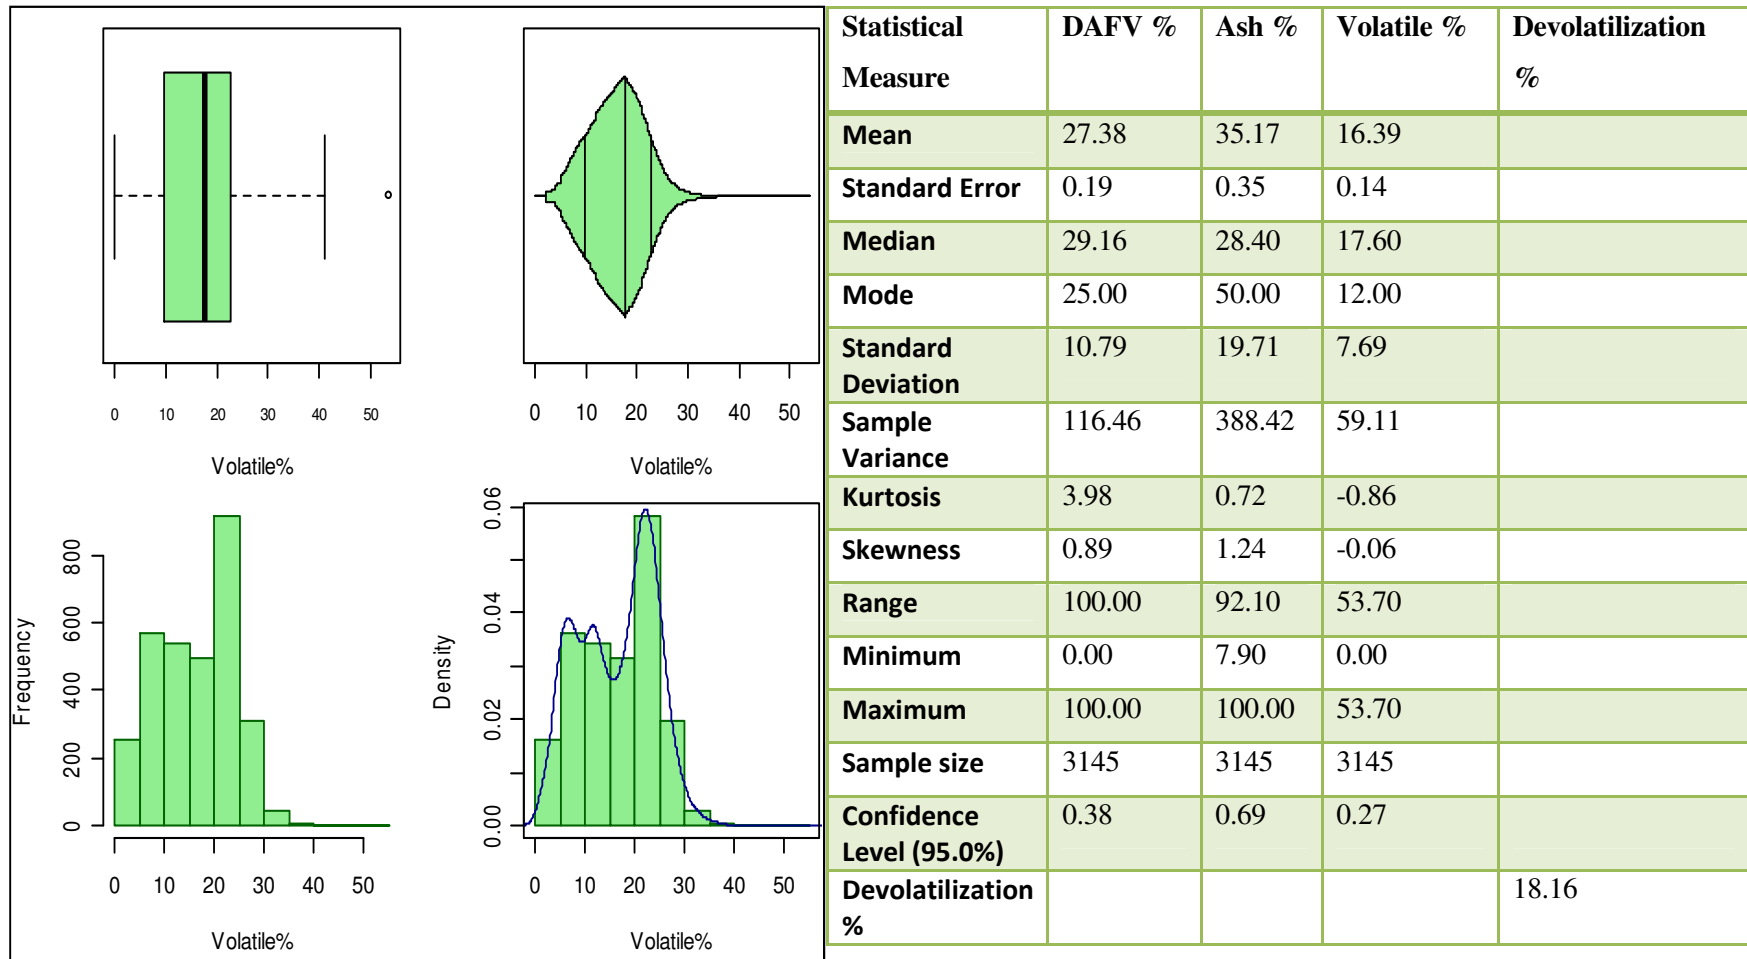 0 10 20 30 40 50
Volatile%
0 10 20 30 40 50
Volatile%
Frequency
0 200 400 600 800
0 10 20 30 40 50
Volatile%
Density
0.00 0.02 0.04 0.06
0 10 20 30 40 50
Volatile%
Statistical Measure DAFV % Ash % Volatile % Devolatilization %
Mean 27.38 35.17 16.39
Standard Error 0.19 0.35 0.14
Median 29.16 28.40 17.60
Mode 25.00 50.00 12.00
Standard Deviation 10.79 19.71 7.69
Sample Variance 116.46 388.42 59.11
Kurtosis 3.98 0.72 -0.86
Skewness 0.89 1.24 -0.06
Range 100.00 92.10 53.70
Minimum 0.00 7.90 0.00
Maximum 100.00 100.00 53.70
Sample size 3145 3145 3145
Confidence Level (95.0%) 0.38 0.69 0.27
Devolatilization % 18.16